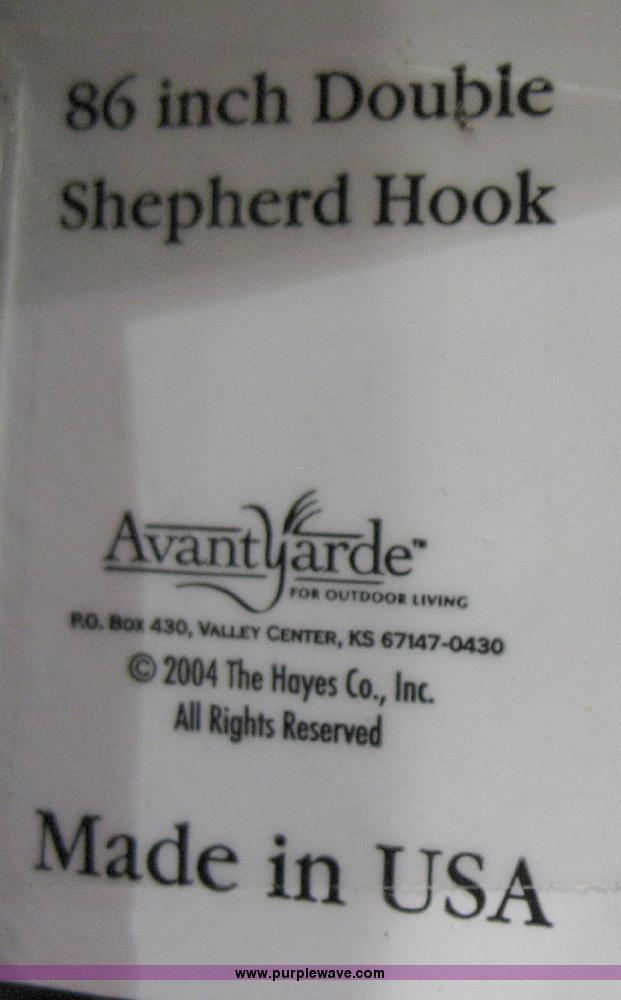 86 inch Double
Shepherd Hook
AvantYarde™
FOR OUTDOOR LIVING
P.O. Box 430, Valley Center, KS 67147-0430
© 2004 The Hayes Co., Inc.
All Rights Reserved
Made in USA
www.purplewave.com